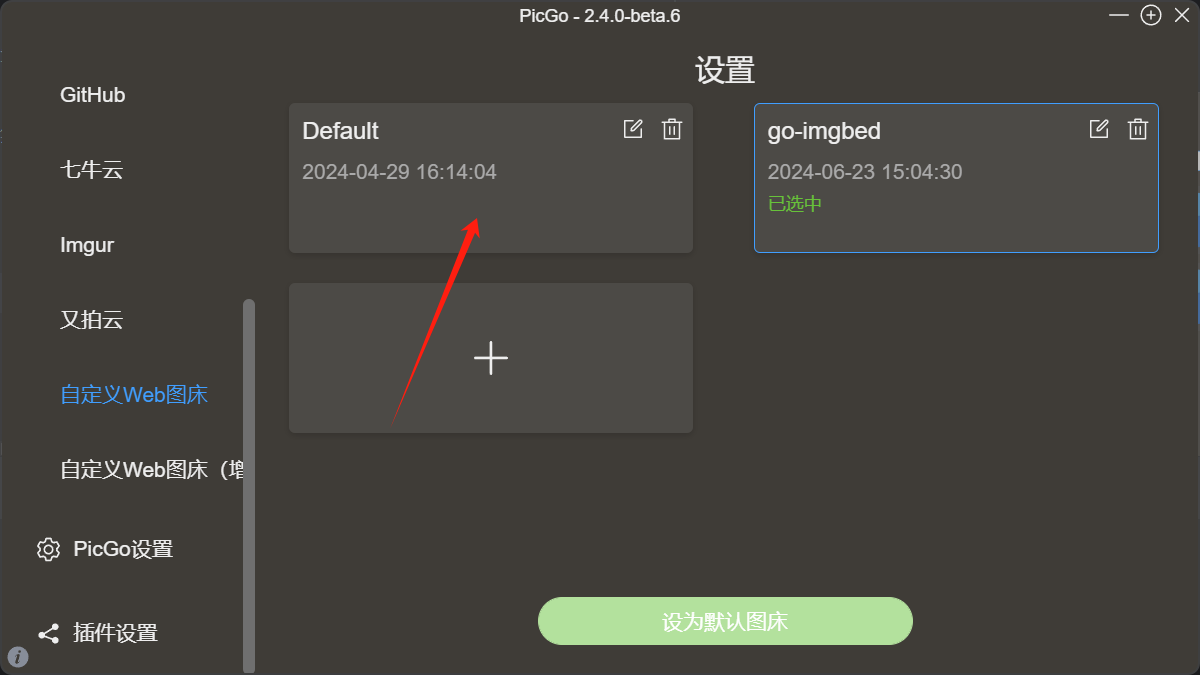 PicGo - 2.4.0-beta.6
GitHub
七牛云
Imgur
又拍云
自定义Web图床
自定义Web图床（增
PicGo设置
插件设置
设置
Default
2024-04-29 16:14:04
go-imgbed
2024-06-23 15:04:30
已选中
设为默认图床